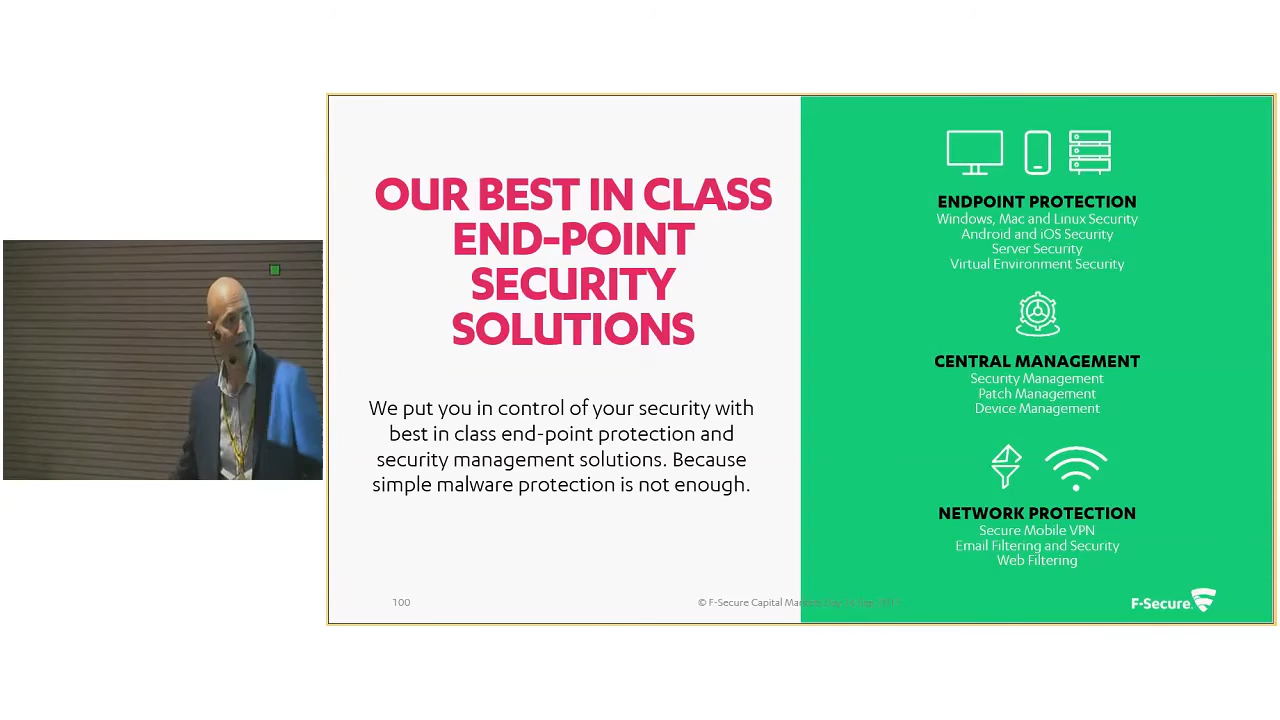 OUR BEST IN CLASS
END-POINT
SECURITY
SOLUTIONS
We put you in control of your security with
best in class end-point protection and
security management solutions. Because
simple malware protection is not enough.
100
© F-Secure Capital
ENDPOINT PROTECTION
Windows, Mac and Linux Security
Android and iOS Security
Server Security
Virtual Environment Security
CENTRAL MANAGEMENT
Security Management
Patch Management
Device Management
NETWORK PROTECTION
Secure Mobile VPN
Email Filtering and Security
Web Filtering
F-Secure